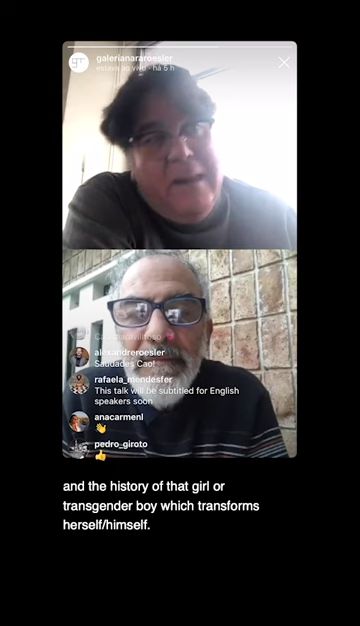 galerianararoesler
estava ao vivo · há 5 h
alexandreroesler
Saudades Cao!
rafaela_mendesfer
This talk will be subtitled for English
speakers soon
anacarmenl
pedro_giroto
and the history of that girl or
transgender boy which transforms
herself/himself.